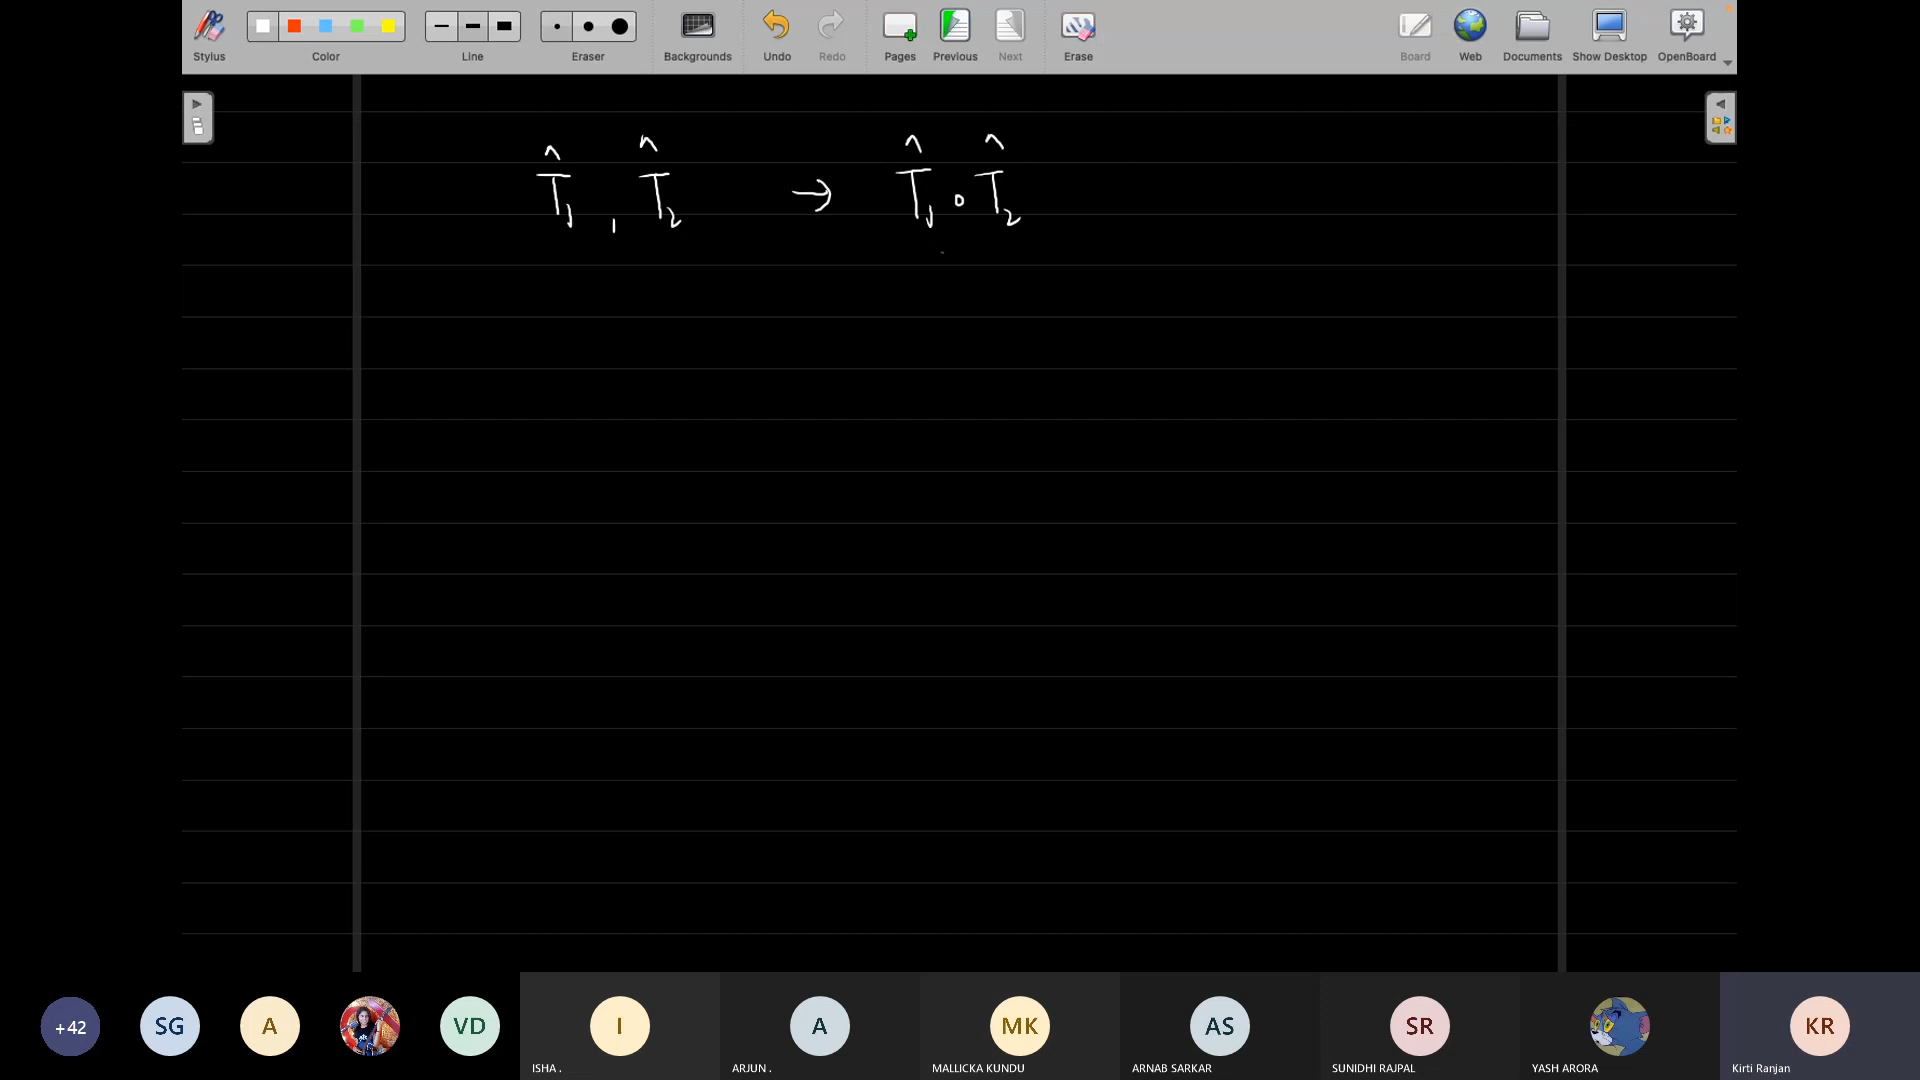 Stylus Color Line Eraser Backgrounds Undo Redo Pages Previous Next Erase Board Web Documents Show Desktop OpenBoard
T̂₁ , T̂₂ → T̂₁ ∘ T̂₂
+42 SG A VD I A MK AS SR KR
ISHA . ARJUN . MALLICKA KUNDU ARNAB SARKAR SUNIDHI RAJPAL YASH ARORA Kirti Ranjan